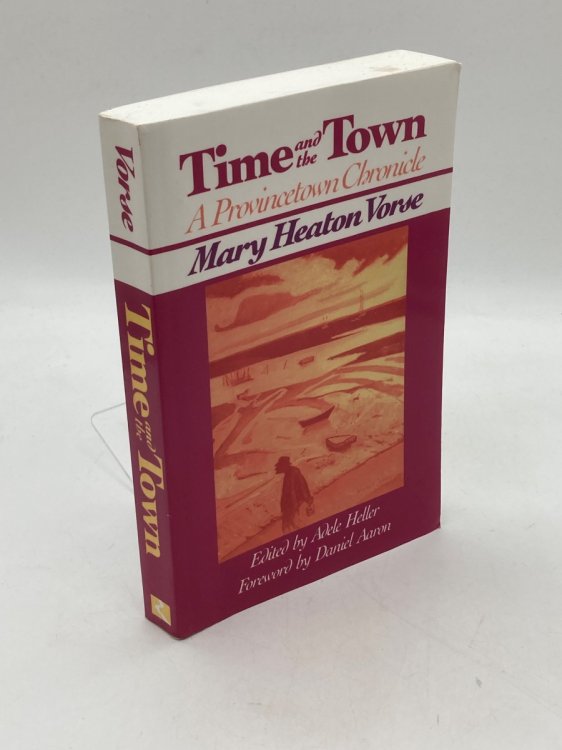 Time and the Town
A Provincetown Chronicle
Mary Heaton Vorse
Edited by Adele Heller
Foreword by Daniel Aaron
Vorse
Time and the Town